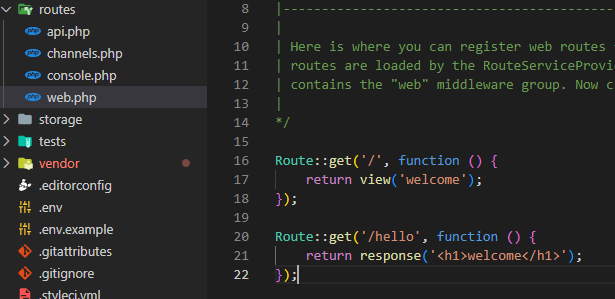 routes
api.php
channels.php
console.php
web.php
storage
tests
vendor
.editorconfig
.env
.env.example
.gitattributes
.gitignore
.styleci.yml
8 |-----------------------------------------
9 |
10 | Here is where you can register web routes
11 | routes are loaded by the RouteServiceProvi
12 | contains the "web" middleware group. Now c
13 |
14 */
15
16 Route::get('/', function () {
17 return view('welcome');
18 });
19
20 Route::get('/hello', function () {
21 return response('<h1>welcome</h1>');
22 });